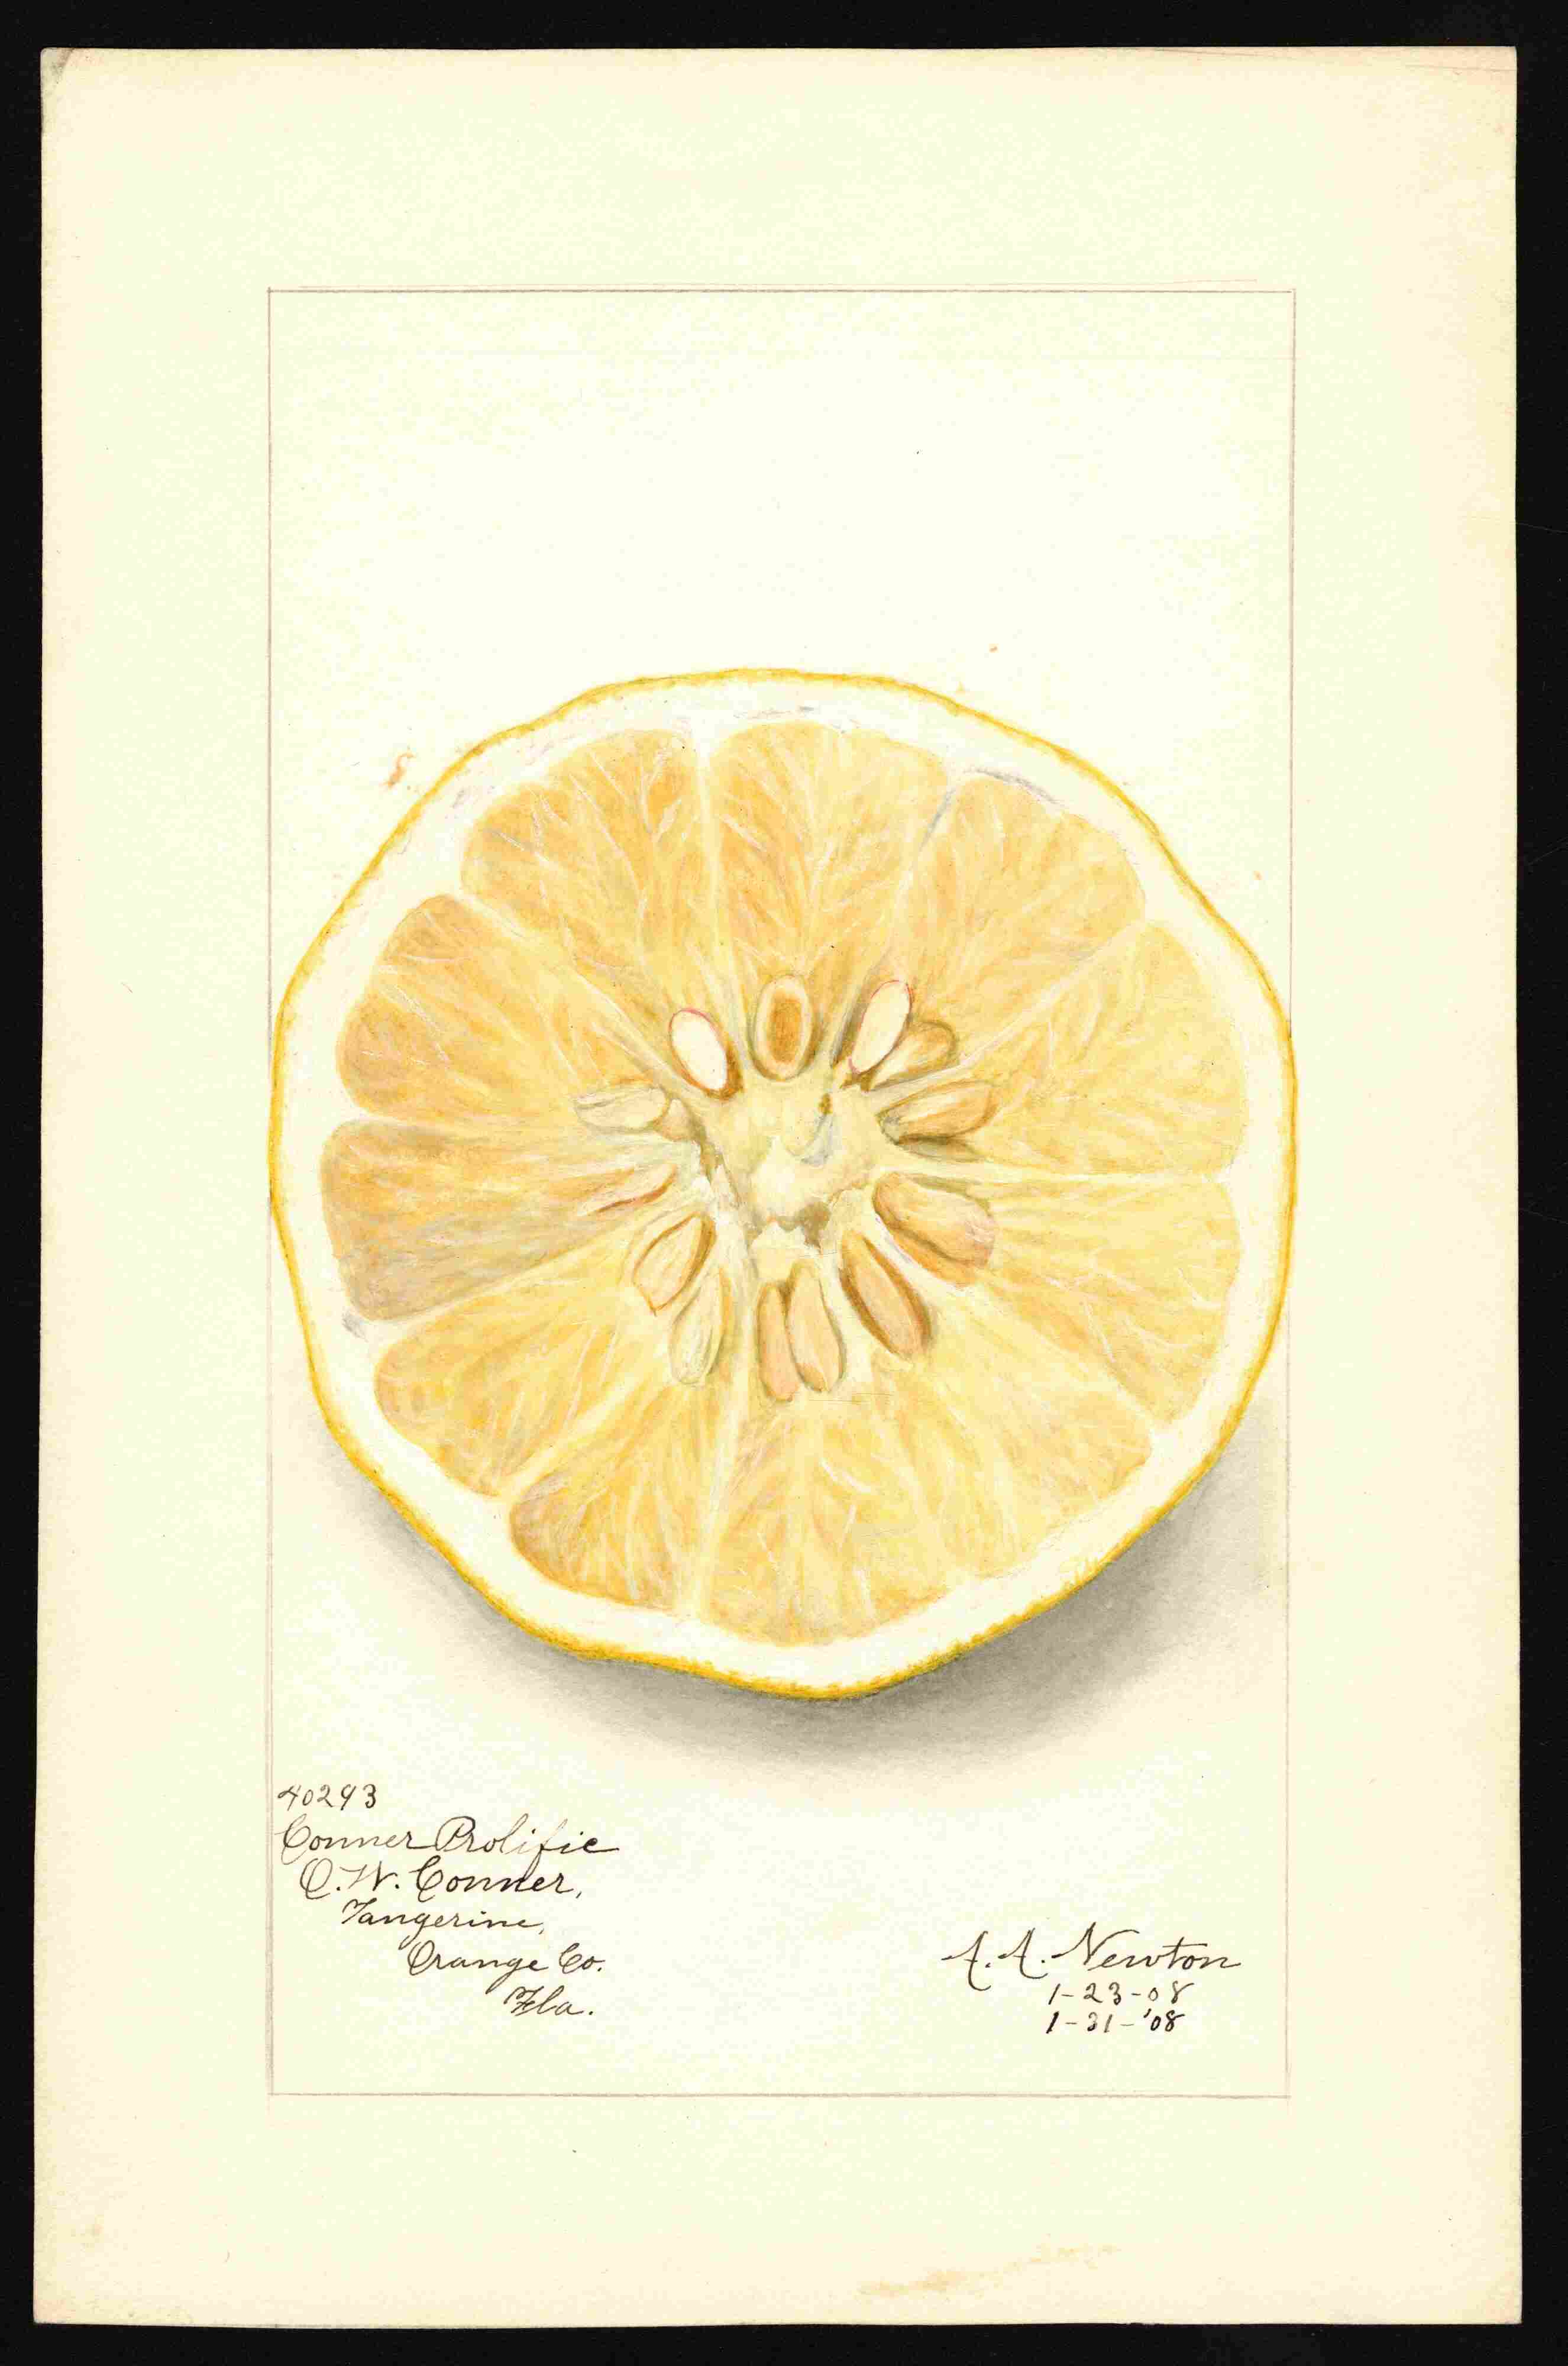 40293
Conner Prolific
O. W. Conner,
Tangerine,
Orange Co.
Fla.
A. A. Newton
1-23-08
1-31-'08